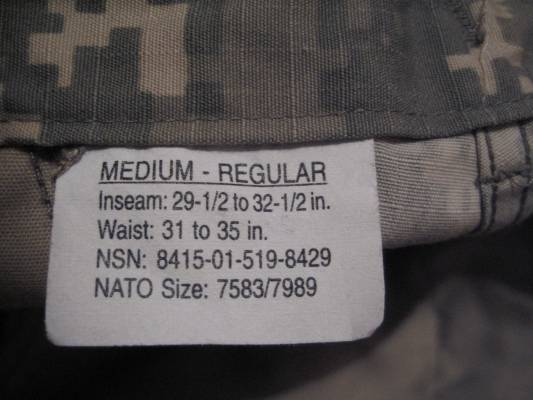 MEDIUM - REGULAR
Inseam: 29-1/2 to 32-1/2 in.
Waist: 31 to 35 in.
NSN: 8415-01-519-8429
NATO Size: 7583/7989